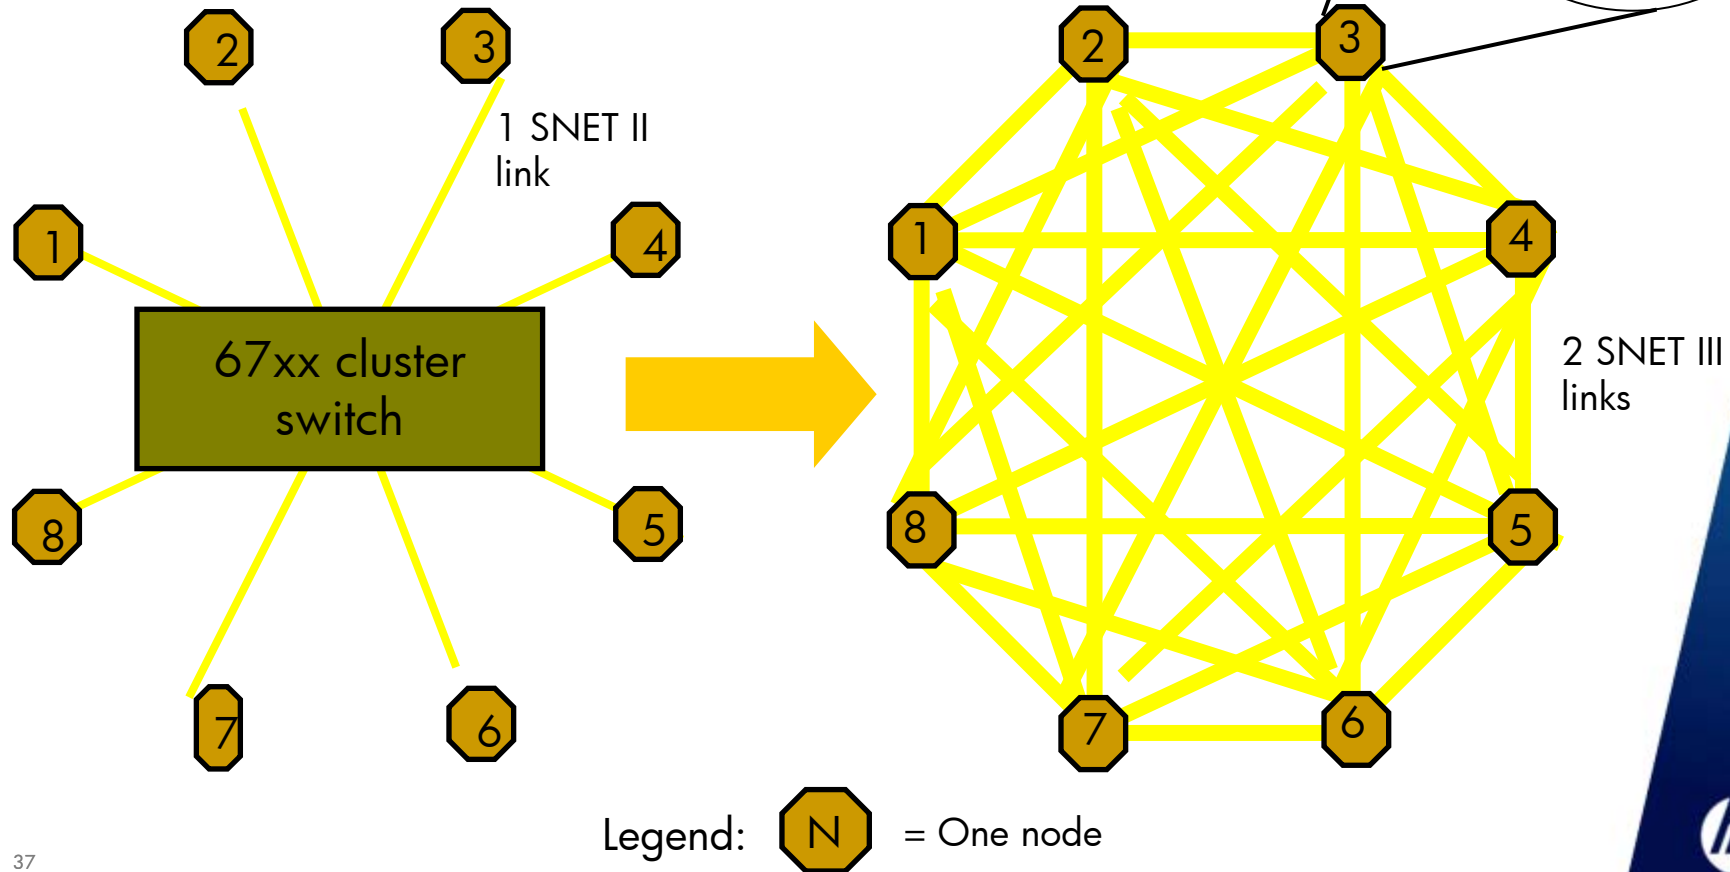 2
3
1 SNET II
link
1
4
67xx cluster
switch
8
5
7
6
2
3
1
4
2 SNET III
links
8
5
7
6
Legend: N = One node
37